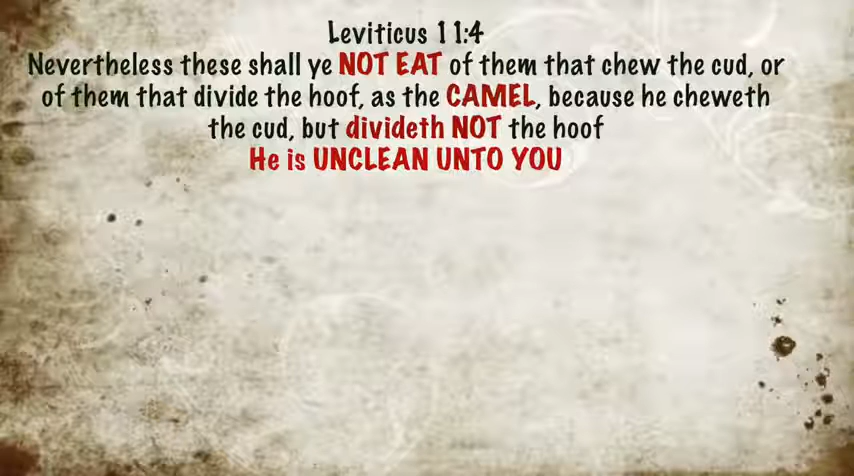 Leviticus 11:4
Nevertheless these shall ye NOT EAT of them that chew the cud, or
of them that divide the hoof, as the CAMEL, because he cheweth
the cud, but divideth NOT the hoof
He is UNCLEAN UNTO YOU